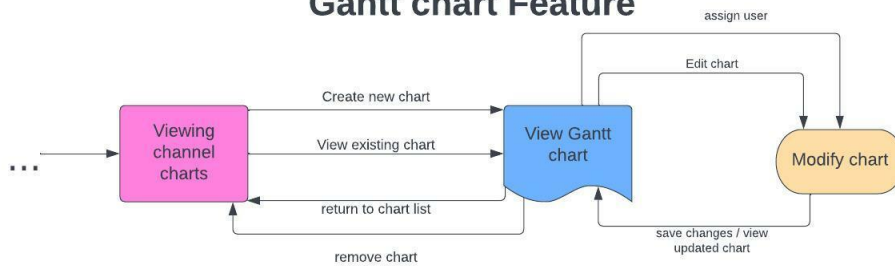 Gantt chart Feature
assign user
Edit chart
Create new chart
Viewing
channel
charts
View existing chart
View Gantt
chart
Modify chart
...
return to chart list
save changes / view
updated chart
remove chart